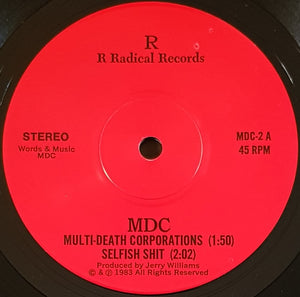 R
R Radical Records
STEREO
Words & Music
MDC
MDC-2 A
45 RPM
MDC
MULTI-DEATH CORPORATIONS (1:50)
SELFISH SHIT (2:02)
Produced by Jerry Williams
© & ℗ 1983 All Rights Reserved